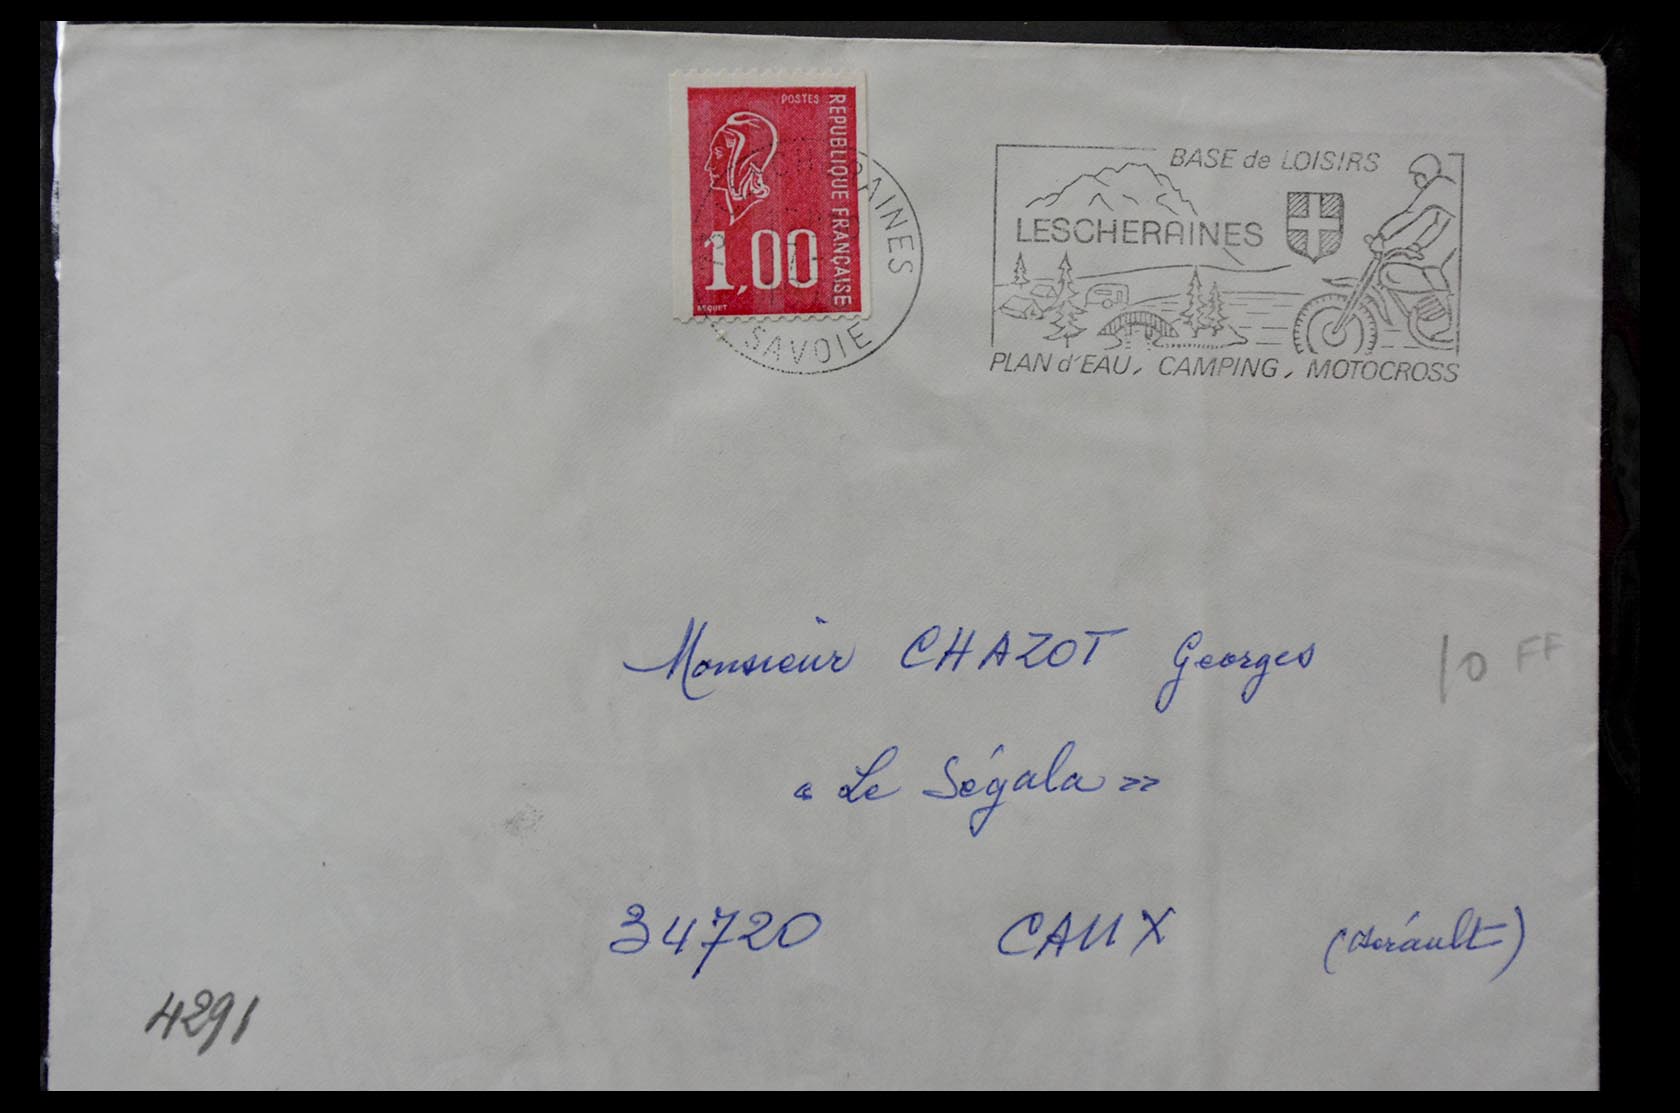 POSTES
REPUBLIQUE FRANÇAISE
1,00
SAVOIE
BASE de LOISIRS
LESCHERAINES
PLAN d'EAU, CAMPING, MOTOCROSS
Monsieur CHAZOT Georges
10 FF
« Le Ségala »
34720 CAUX (Hérault)
4291